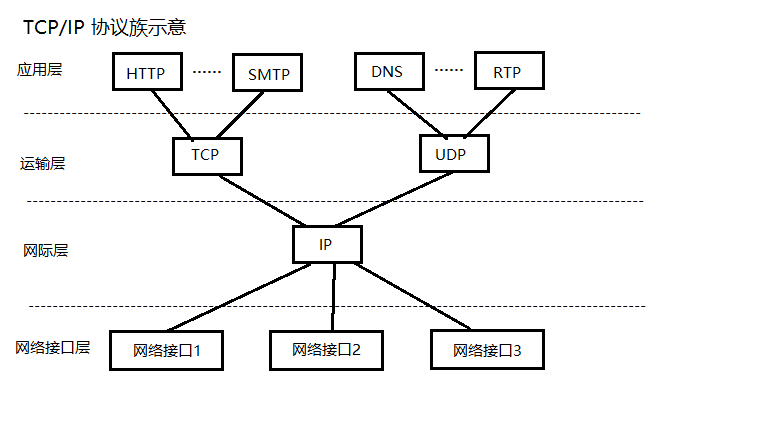 TCP/IP 协议族示意
应用层 HTTP ······ SMTP DNS ······ RTP
运输层 TCP UDP
网际层 IP
网络接口层 网络接口1 网络接口2 网络接口3